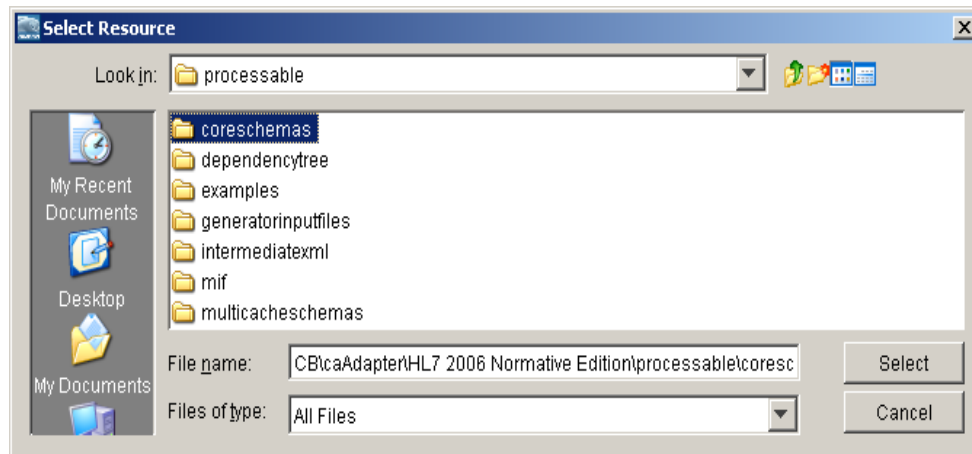 Select Resource
Look in:
processable
coreschemas
dependencytree
examples
generatorinputfiles
intermediatexml
mif
multicacheschemas
My Recent
Documents
Desktop
My Documents
File name:
CB\caAdapter\HL7 2006 Normative Edition\processable\coresc
Select
Files of type:
All Files
Cancel